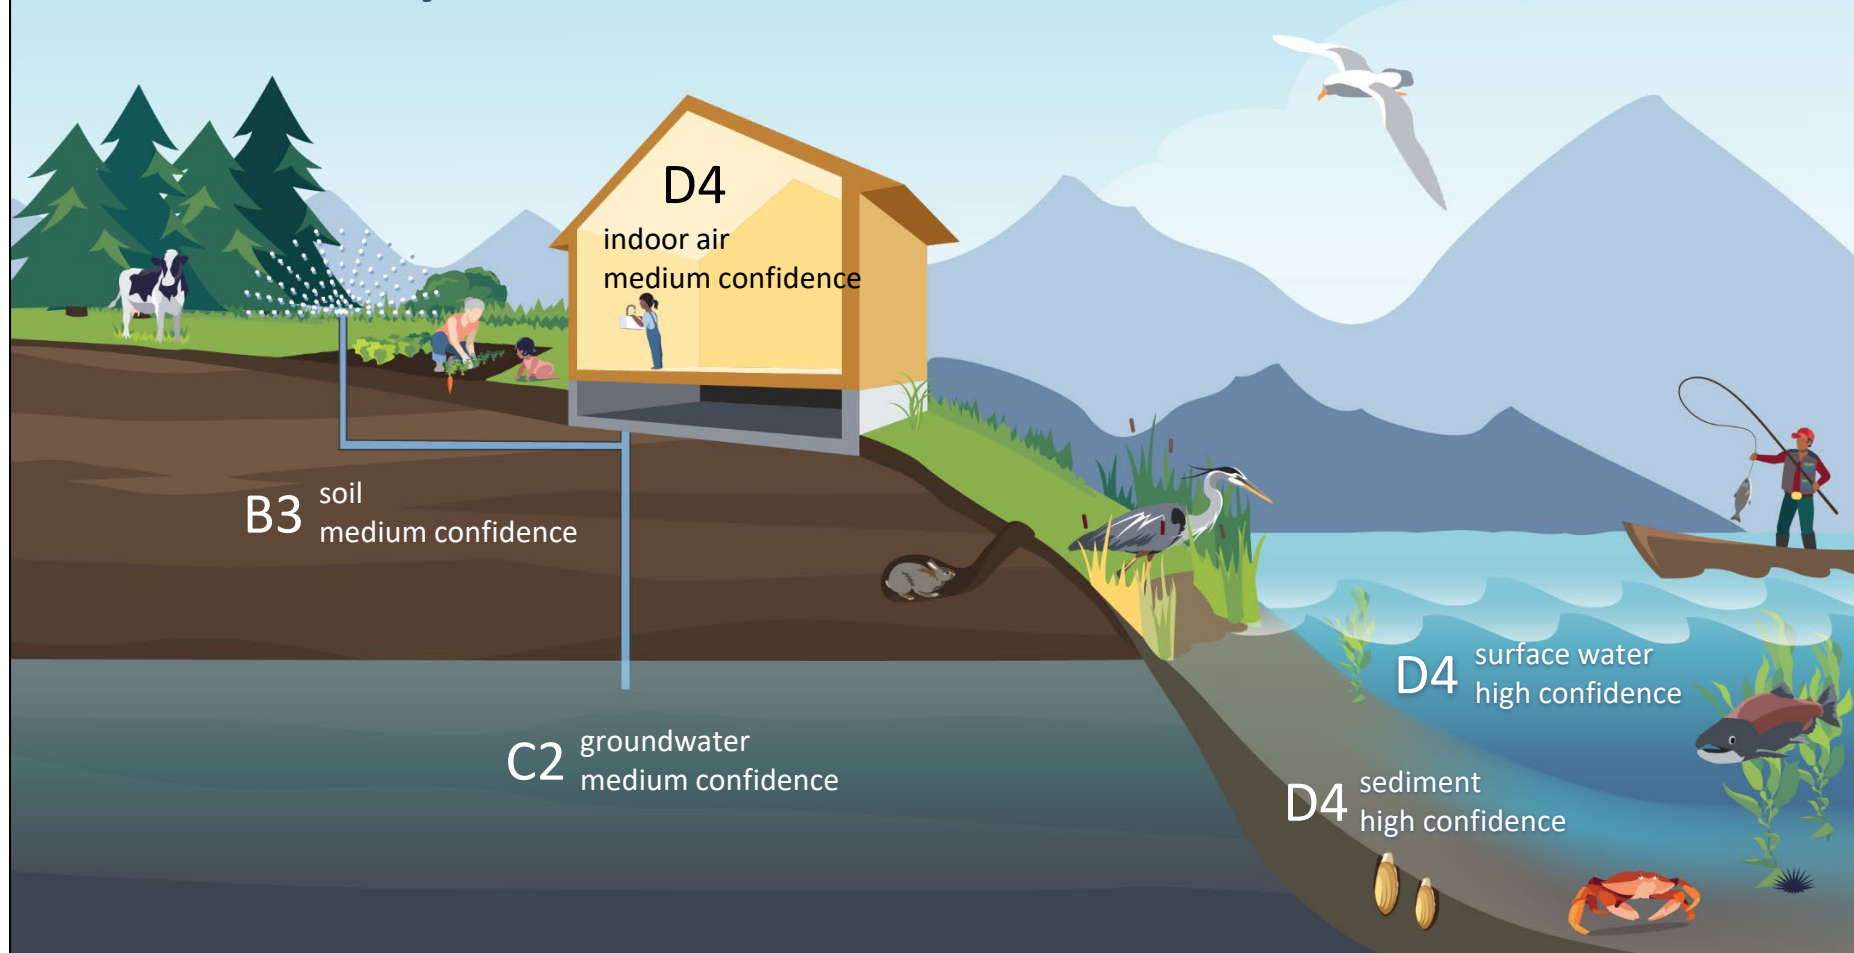 D4
indoor air
medium confidence
B3
soil
medium confidence
C2
groundwater
medium confidence
D4
surface water
high confidence
D4
sediment
high confidence